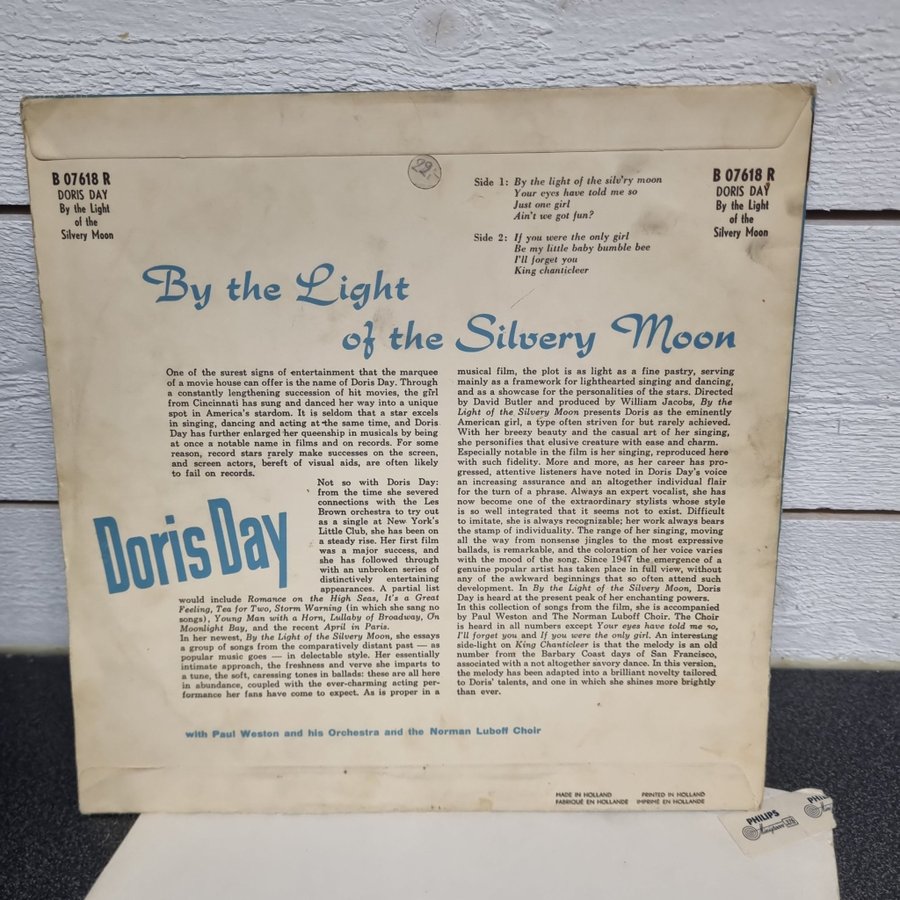 22.-
B 07618 R
DORIS DAY
By the Light
of the
Silvery Moon
Side 1: By the light of the silv'ry moon
Your eyes have told me so
Just one girl
Ain't we got fun?
Side 2: If you were the only girl
Be my little baby bumble bee
I'll forget you
King chanticleer
B 07618 R
DORIS DAY
By the Light
of the
Silvery Moon
By the Light
of the Silvery Moon
One of the surest signs of entertainment that the marquee
of a movie house can offer is the name of Doris Day. Through
a constantly lengthening succession of hit movies, the girl
from Cincinnati has sung and danced her way into a unique
spot in America's stardom. It is seldom that a star excels
in singing, dancing and acting at the same time, and Doris
Day has further enlarged her queenship in musicals by being
at once a notable name in films and on records. For some
reason, record stars rarely make successes on the screen,
and screen actors, bereft of visual aids, are often likely
to fail on records.
Not so with Doris Day:
from the time she severed
connections with the Les
Brown orchestra to try out
as a single at New York's
Little Club, she has been on
a steady rise. Her first film
was a major success, and
she has followed through
with an unbroken series of
distinctively entertaining
appearances. A partial list
Doris Day
would include Romance on the High Seas, It's a Great
Feeling, Tea for Two, Storm Warning (in which she sang no
songs), Young Man with a Horn, Lullaby of Broadway, On
Moonlight Bay, and the recent April in Paris.
In her newest, By the Light of the Silvery Moon, she essays
a group of songs from the comparatively distant past — as
popular music goes — in delectable style. Her essentially
intimate approach, the freshness and verve she imparts to
a tune, the soft, caressing tones in ballads: these are all here
in abundance, coupled with the ever-charming acting per-
formance her fans have come to expect. As is proper in a
musical film, the plot is as light as a fine pastry, serving
mainly as a framework for lighthearted singing and dancing,
and as a showcase for the personalities of the stars. Directed
by David Butler and produced by William Jacobs, By the
Light of the Silvery Moon presents Doris as the eminently
American girl, a type often striven for but rarely achieved.
With her breezy beauty and the casual art of her singing,
she personifies that elusive creature with ease and charm.
Especially notable in the film is her singing, reproduced here
with such fidelity. More and more, as her career has pro-
gressed, attentive listeners have noted in Doris Day's voice
an increasing assurance and an altogether individual flair
for the turn of a phrase. Always an expert vocalist, she has
now become one of the extraordinary stylists whose style
is so well integrated that it seems not to exist. Difficult
to imitate, she is always recognizable; her work always bears
the stamp of individuality. The range of her singing, moving
all the way from nonsense jingles to the most expressive
ballads, is remarkable, and the coloration of her voice varies
with the mood of the song. Since 1947 the emergence of a
genuine popular artist has taken place in full view, without
any of the awkward beginnings that so often attend such
development. In By the Light of the Silvery Moon, Doris
Day is heard at the present peak of her enchanting powers.
In this collection of songs from the film, she is accompanied
by Paul Weston and The Norman Luboff Choir. The Choir
is heard in all numbers except Your eyes have told me so,
I'll forget you and If you were the only girl. An interesting
side-light on King Chanticleer is that the melody is an old
number from the Barbary Coast days of San Francisco,
associated with a not altogether savory dance. In this version,
the melody has been adapted into a brilliant novelty tailored
to Doris' talents, and one in which she shines more brightly
than ever.
with Paul Weston and his Orchestra and the Norman Luboff Choir
MADE IN HOLLAND PRINTED IN HOLLAND
FABRIQUÉ EN HOLLANDE IMPRIMÉ EN HOLLANDE
PHILIPS
Minigroove 33⅓
PHILIPS